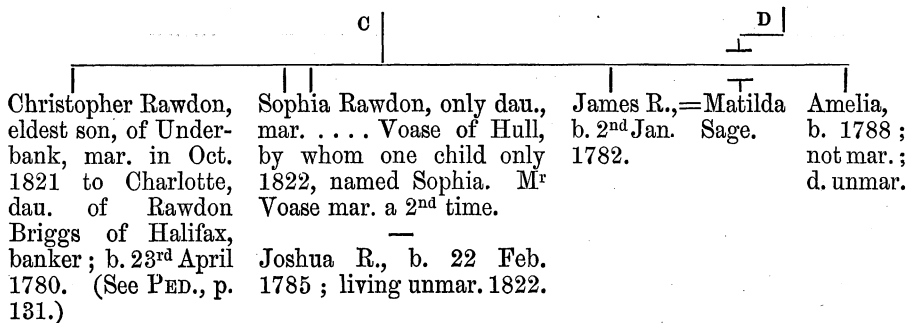 C
D
Christopher Rawdon,
eldest son, of Under-
bank, mar. in Oct.
1821 to Charlotte,
dau. of Rawdon
Briggs of Halifax,
banker ; b. 23rd April
1780. (See PED., p.
131.)
Sophia Rawdon, only dau.,
mar. . . . . . Voase of Hull,
by whom one child only
1822, named Sophia. Mr
Voase mar. a 2nd time.
—
Joshua R., b. 22 Feb.
1785 ; living unmar. 1822.
James R.,=Matilda
b. 2nd Jan. Sage.
1782.
Amelia,
b. 1788 ;
not mar. ;
d. unmar.